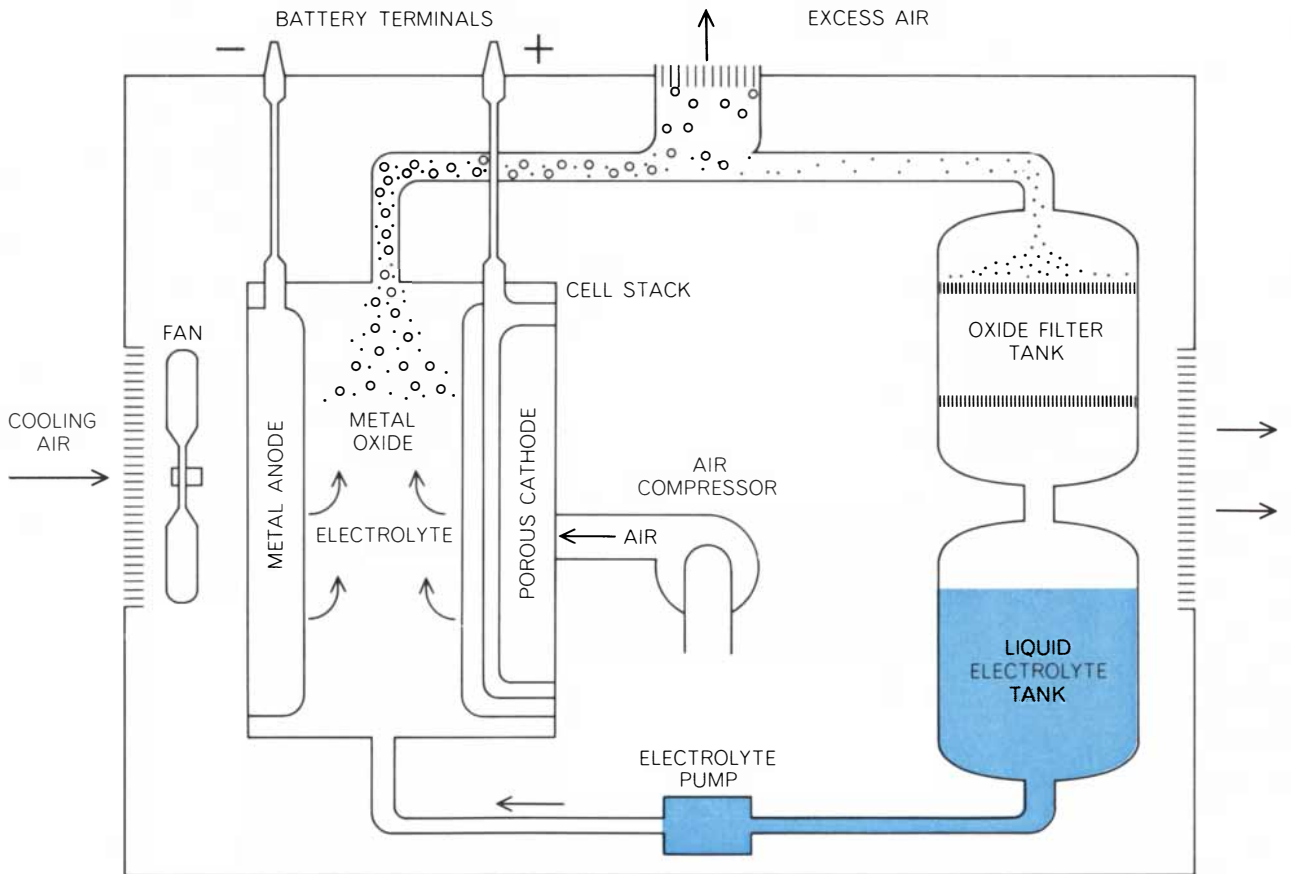 BATTERY TERMINALS
EXCESS AIR
− +
CELL STACK
FAN
OXIDE FILTER
TANK
COOLING
AIR
METAL ANODE
METAL
OXIDE
POROUS CATHODE
AIR
COMPRESSOR
ELECTROLYTE
AIR
LIQUID
ELECTROLYTE
TANK
ELECTROLYTE
PUMP